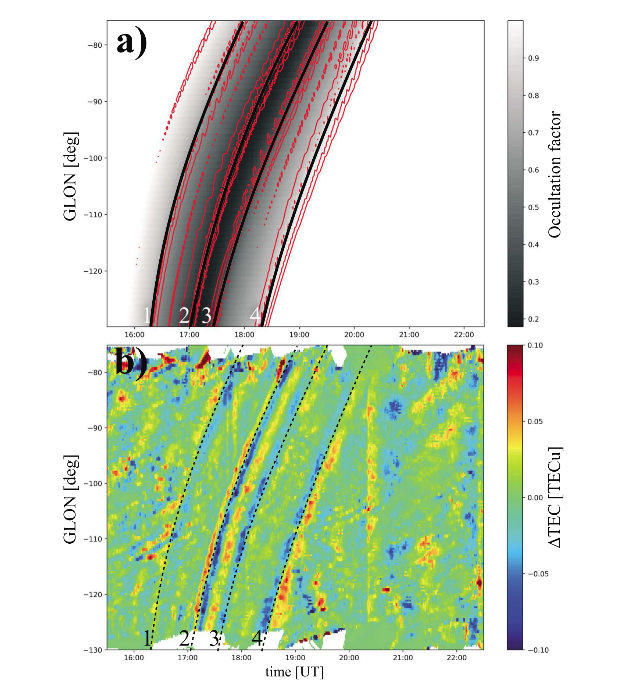 a)
−80
−90
−100
−110
−120
GLON [deg]
1 2 3 4
16:00 17:00 18:00 19:00 20:00 21:00 22:00
0.9
0.8
0.7
0.6
0.5
0.4
0.3
0.2
Occultation factor
b)
−80
−90
−100
−110
−120
−130
GLON [deg]
1 2 3 4
16:00 17:00 18:00 19:00 20:00 21:00 22:00
time [UT]
0.10
0.05
0.00
−0.05
−0.10
ΔTEC [TECu]